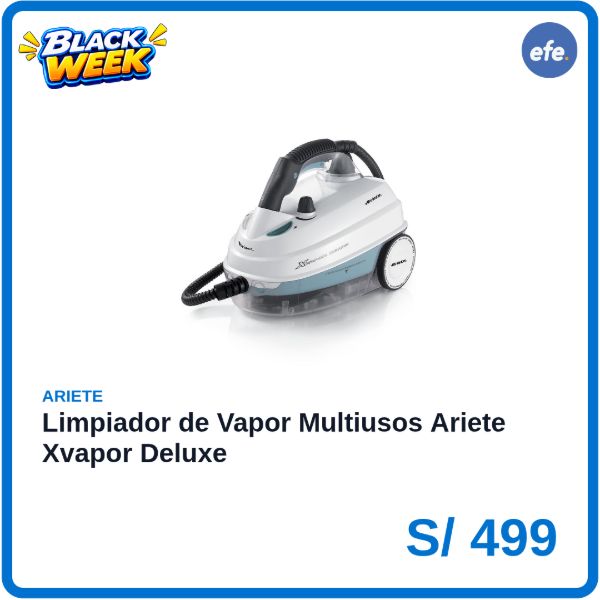 BLACK
WEEK
efe.
ARIETE
Limpiador de Vapor Multiusos Ariete
Xvapor Deluxe
S/ 499